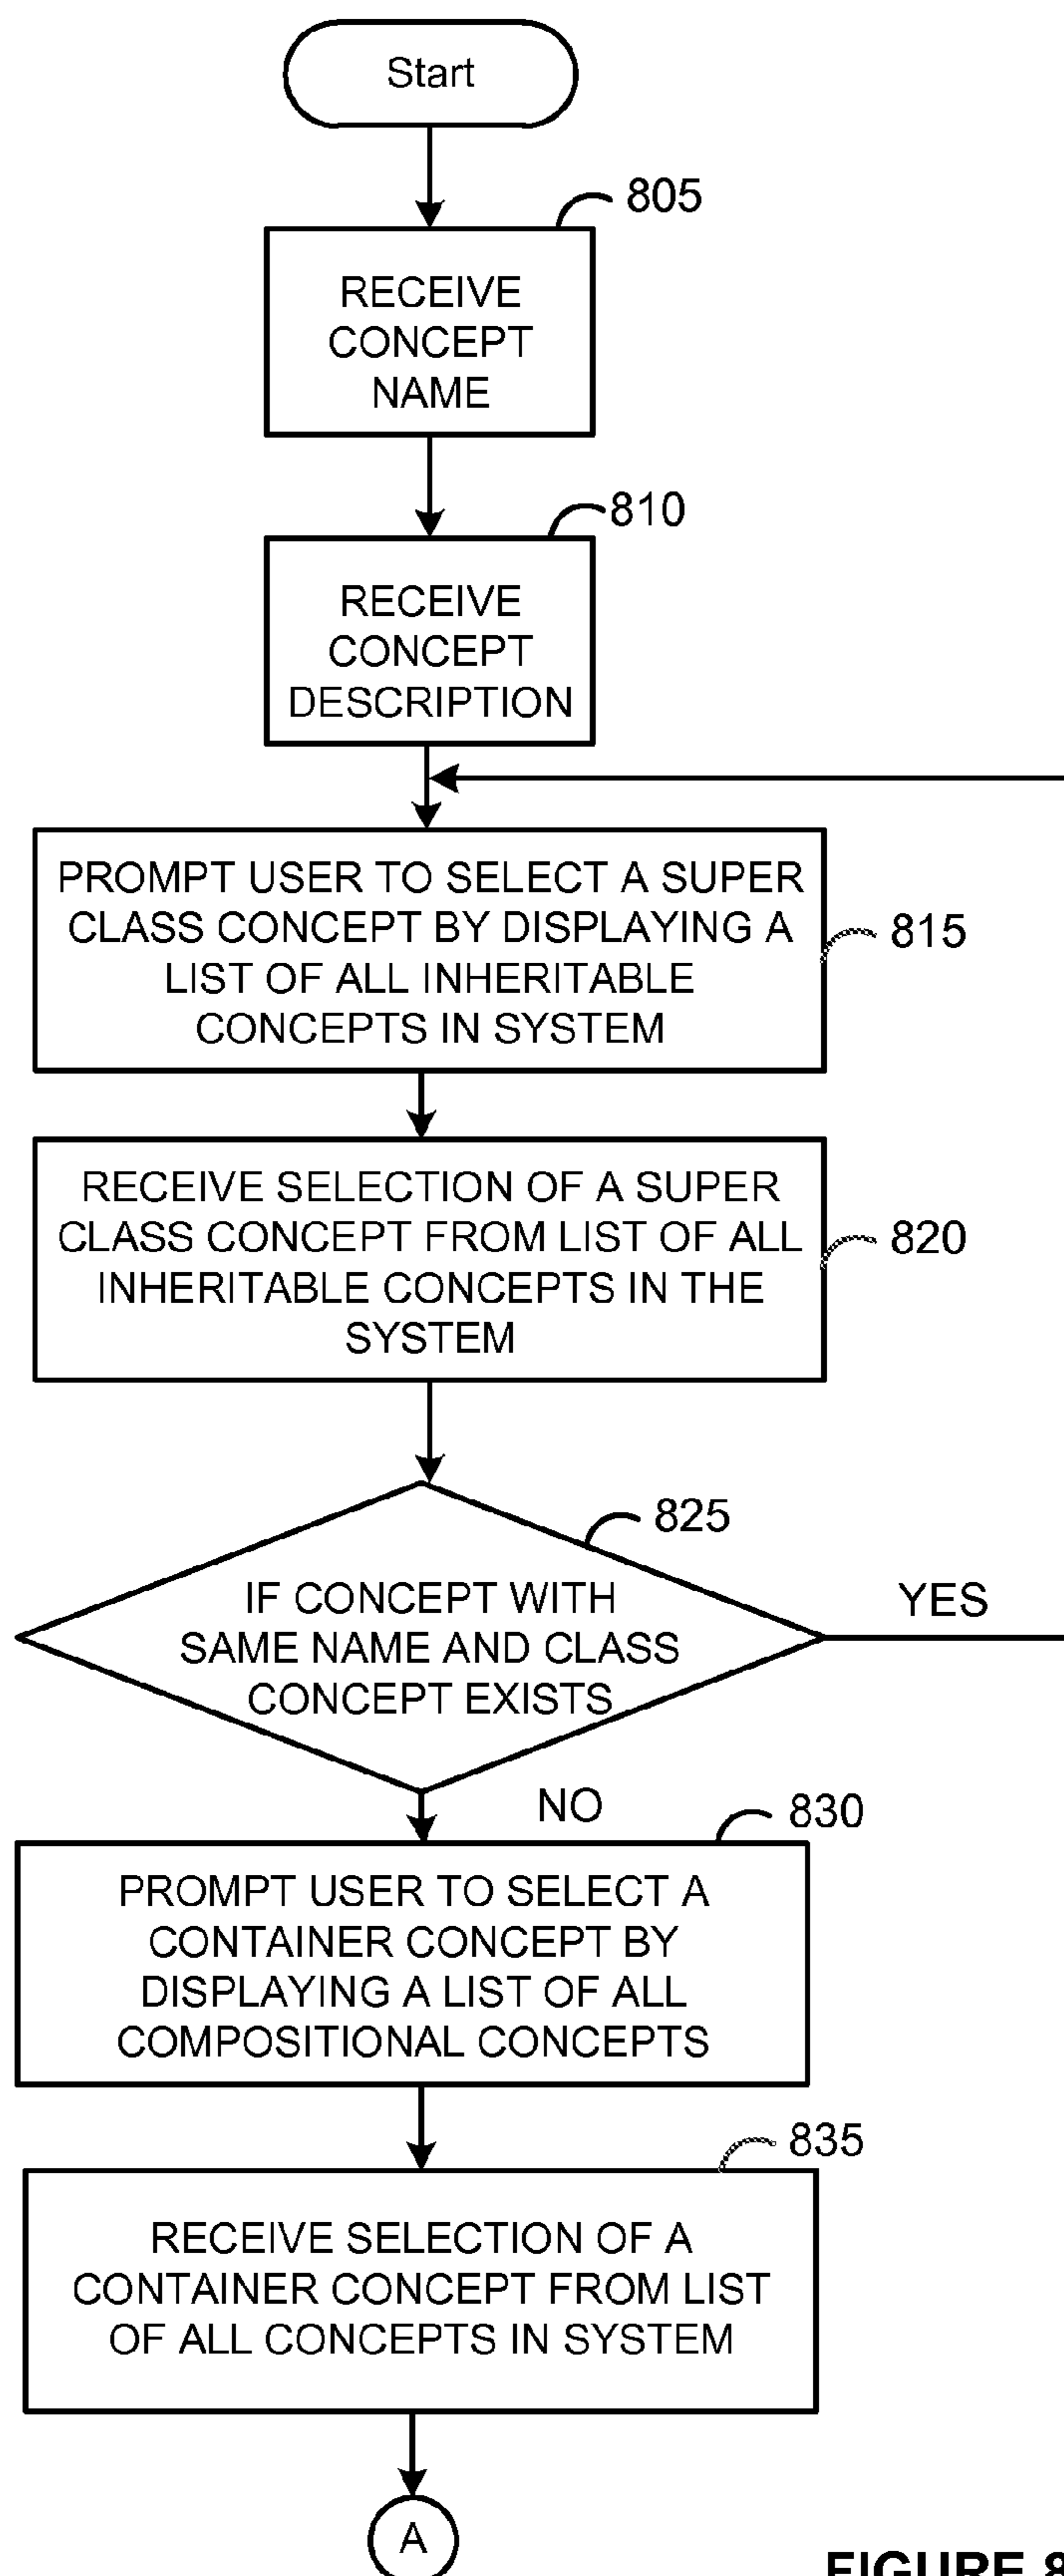 Start
805
RECEIVE
CONCEPT
NAME
810
RECEIVE
CONCEPT
DESCRIPTION
PROMPT USER TO SELECT A SUPER
CLASS CONCEPT BY DISPLAYING A
LIST OF ALL INHERITABLE
CONCEPTS IN SYSTEM
815
RECEIVE SELECTION OF A SUPER
CLASS CONCEPT FROM LIST OF ALL
INHERITABLE CONCEPTS IN THE
SYSTEM
820
825
IF CONCEPT WITH
SAME NAME AND CLASS
CONCEPT EXISTS
YES
NO
830
PROMPT USER TO SELECT A
CONTAINER CONCEPT BY
DISPLAYING A LIST OF ALL
COMPOSITIONAL CONCEPTS
835
RECEIVE SELECTION OF A
CONTAINER CONCEPT FROM LIST
OF ALL CONCEPTS IN SYSTEM
A
FIGURE 8